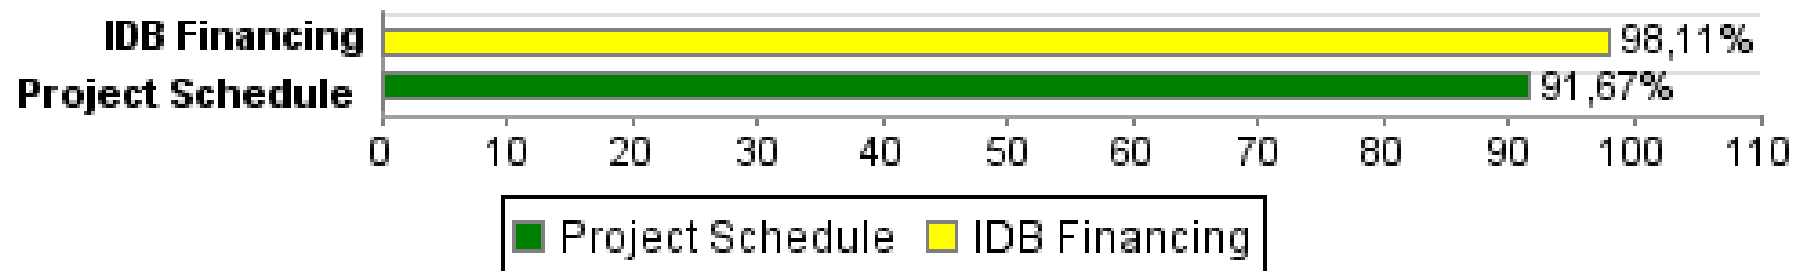 IDB Financing 98,11%
Project Schedule 91,67%
0 10 20 30 40 50 60 70 80 90 100 110
Project Schedule IDB Financing